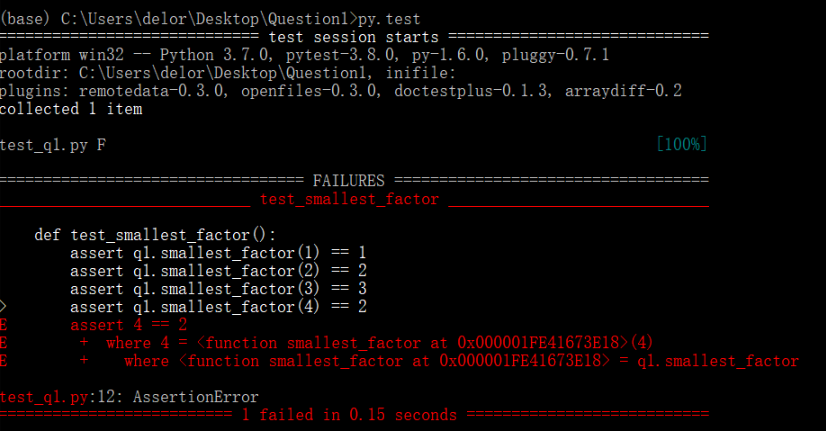 (base) C:\Users\delor\Desktop\Question1>py.test
============================= test session starts =============================
platform win32 -- Python 3.7.0, pytest-3.8.0, py-1.6.0, pluggy-0.7.1
rootdir: C:\Users\delor\Desktop\Question1, inifile:
plugins: remotedata-0.3.0, openfiles-0.3.0, doctestplus-0.1.3, arraydiff-0.2
collected 1 item
test_q1.py F [100%]
================================== FAILURES ===================================
____________________________ test_smallest_factor _____________________________
def test_smallest_factor():
assert q1.smallest_factor(1) == 1
assert q1.smallest_factor(2) == 2
assert q1.smallest_factor(3) == 3
> assert q1.smallest_factor(4) == 2
E assert 4 == 2
E + where 4 = <function smallest_factor at 0x000001FE41673E18>(4)
E + where <function smallest_factor at 0x000001FE41673E18> = q1.smallest_factor
test_q1.py:12: AssertionError
========================== 1 failed in 0.15 seconds ===========================